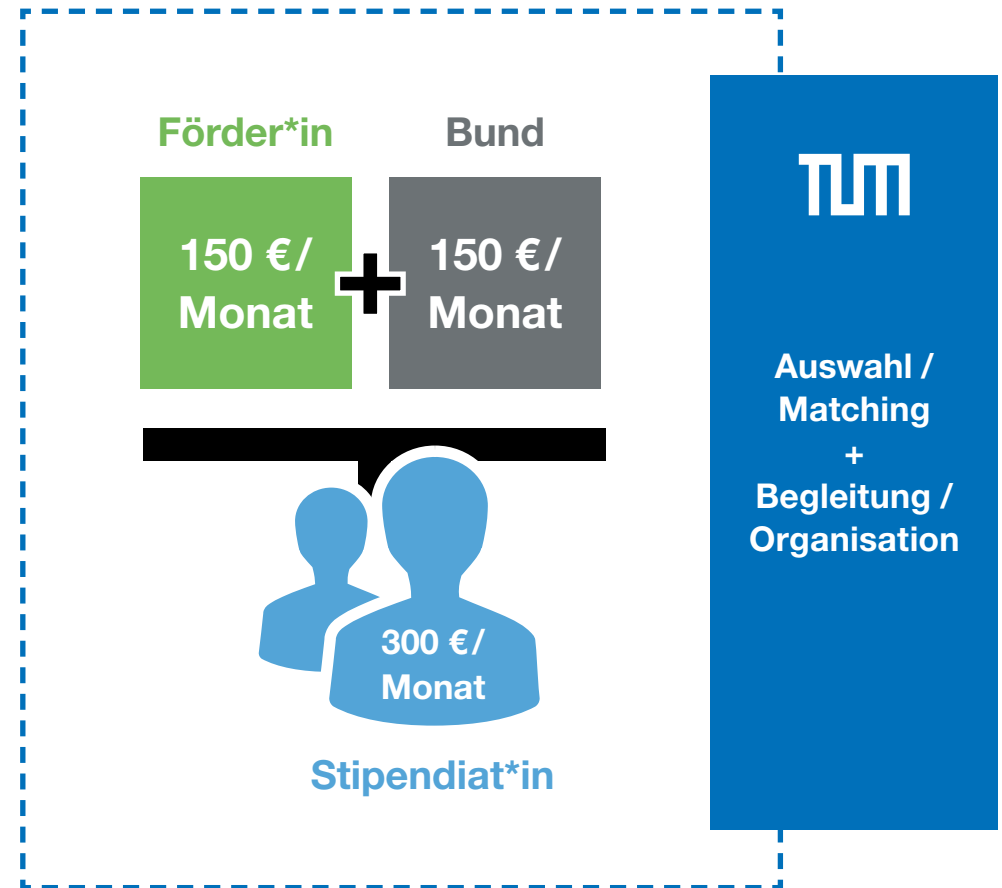 Förder*in
Bund
150 €/
Monat
+
150 €/
Monat
300 €/
Monat
Stipendiat*in
TUM
Auswahl /
Matching
+
Begleitung /
Organisation